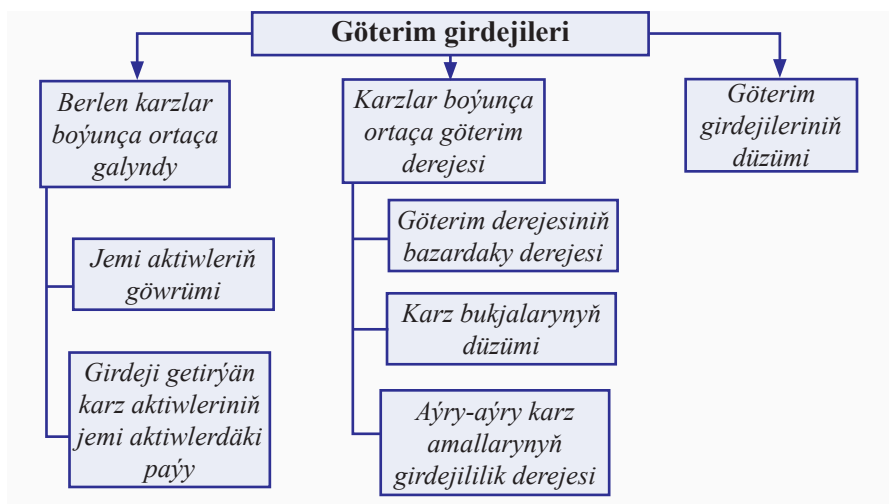 Göterim girdejileri
Berlen karzlar
boýunça ortaça
galyndy
Jemi aktiwleriň
göwrümi
Girdeji getirýän
karz aktiwleriniň
jemi aktiwlerdäki
paýy
Karzlar boýunça
ortaça göterim
derejesi
Göterim derejesiniň
bazardaky derejesi
Karz bukjalarynyň
düzümi
Aýry-aýry karz
amallarynyň
girdejililik derejesi
Göterim
girdejileriniň
düzümi